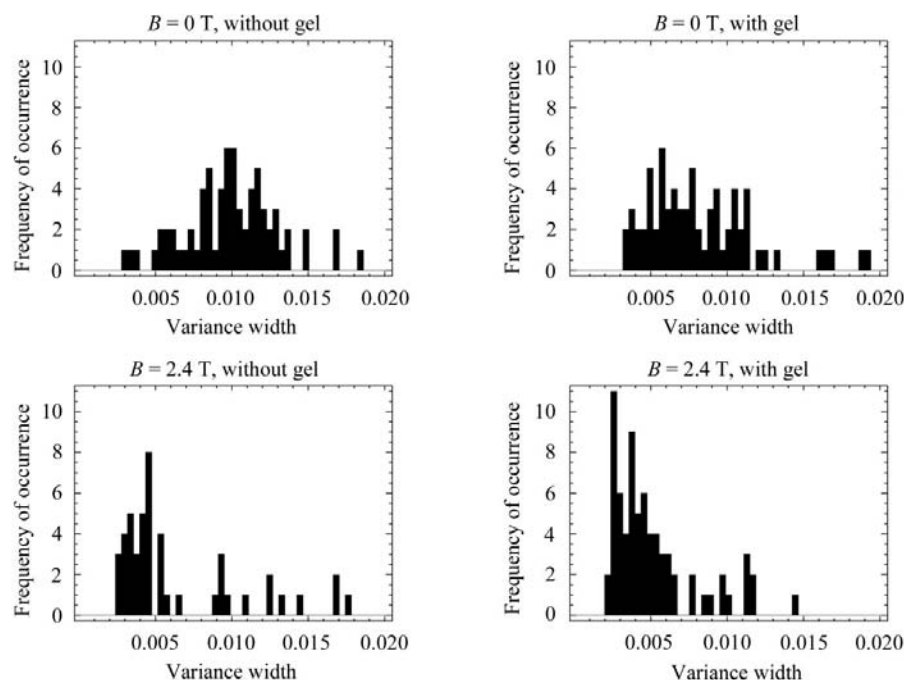 B = 0 T, without gel
Frequency of occurrence
10
8
6
4
2
0
0.005 0.010 0.015 0.020
Variance width
B = 0 T, with gel
Frequency of occurrence
10
8
6
4
2
0
0.005 0.010 0.015 0.020
Variance width
B = 2.4 T, without gel
Frequency of occurrence
10
8
6
4
2
0
0.005 0.010 0.015 0.020
Variance width
B = 2.4 T, with gel
Frequency of occurrence
10
8
6
4
2
0
0.005 0.010 0.015 0.020
Variance width